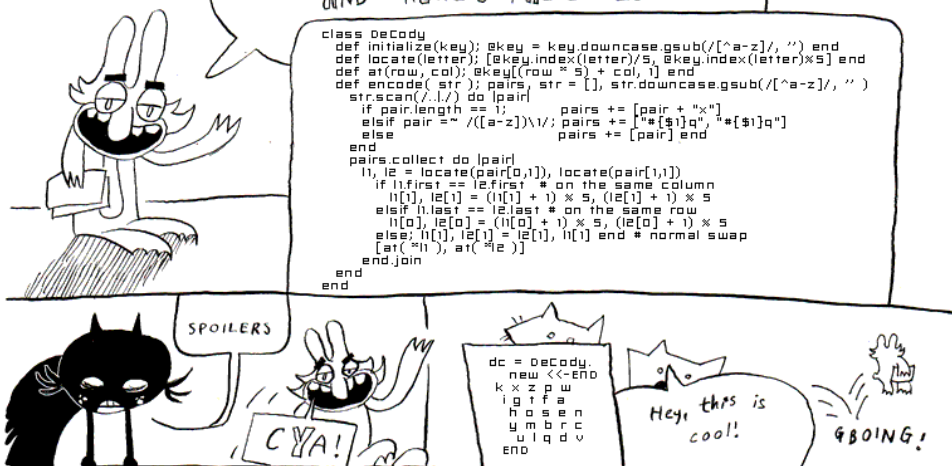 AND
class DeCody
def initialize(key); @key = key.downcase.gsub(/[^a-z]/, '') end
def locate(letter); [@key.index(letter)/5, @key.index(letter)%5] end
def at(row, col); @key[(row * 5) + col, 1] end
def encode( str ); pairs, str = [], str.downcase.gsub(/[^a-z]/, '' )
str.scan(/..|./) do |pair|
if pair.length == 1; pairs += [pair + "x"]
elsif pair =~ /([a-z])\1/; pairs += ["#{$1}q", "#{$1}q"]
else pairs += [pair] end
end
pairs.collect do |pair|
l1, l2 = locate(pair[0,1]), locate(pair[1,1])
if l1.first == l2.first # on the same column
l1[1], l2[1] = (l1[1] + 1) % 5, (l2[1] + 1) % 5
elsif l1.last == l2.last # on the same row
l1[0], l2[0] = (l1[0] + 1) % 5, (l2[0] + 1) % 5
else; l1[1], l2[1] = l2[1], l1[1] end # normal swap
[at( *l1 ), at( *l2 )]
end.join
end
end
SPOILERS
CYA!
dc = DeCody.
new <<-END
k x z p w
i g t f a
h o s e n
y m b r c
u l q d v
END
Hey, this is
cool!
GBOING!